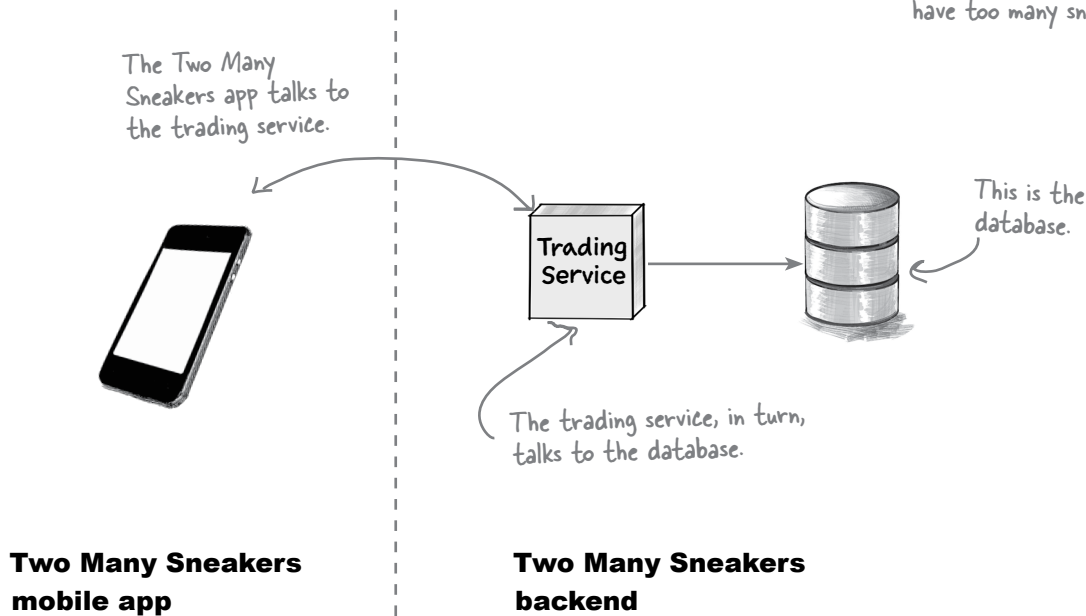 have too many
The Two Many
Sneakers app talks to
the trading service.
This is the
database.
Trading
Service
The trading service, in turn,
talks to the database.
Two Many Sneakers
mobile app
Two Many Sneakers
backend